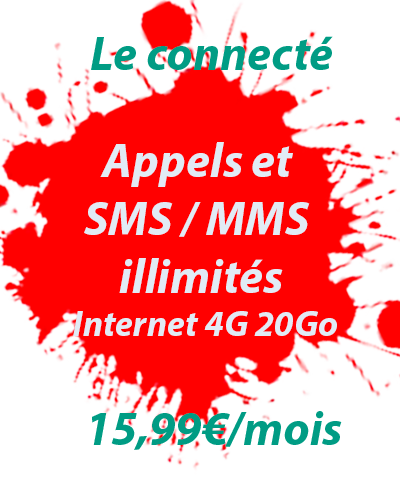 Le connecté
Appels et
SMS / MMS
illimités
Internet 4G 20Go
15,99€/mois